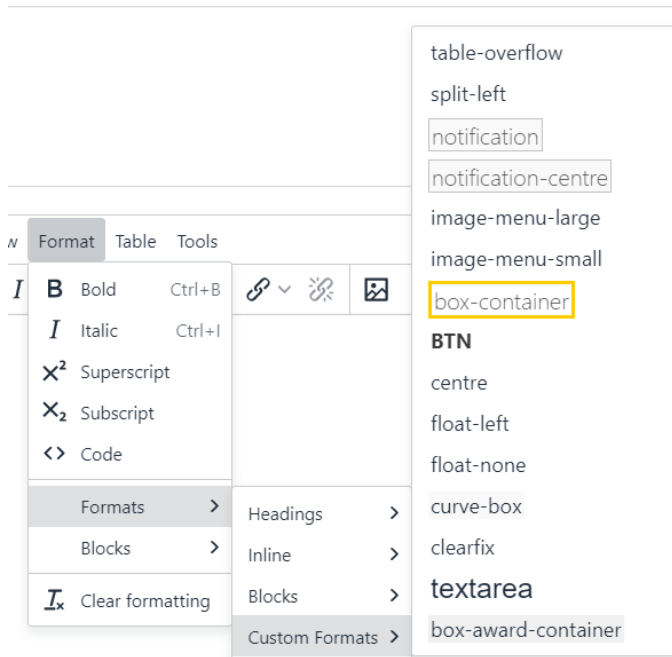 Format Table Tools
B Bold Ctrl+B
I Italic Ctrl+I
X² Superscript
X₂ Subscript
<> Code
Formats
Blocks
Clear formatting
Headings
Inline
Blocks
Custom Formats
table-overflow
split-left
notification
notification-centre
image-menu-large
image-menu-small
box-container
BTN
centre
float-left
float-none
curve-box
clearfix
textarea
box-award-container